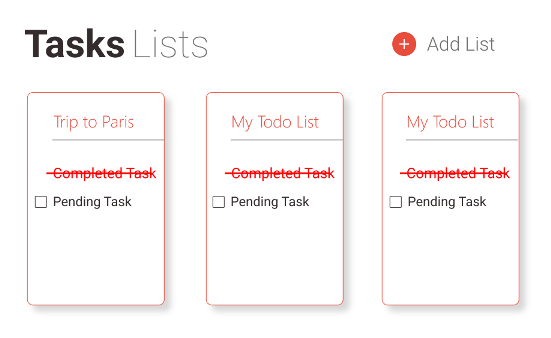 Tasks Lists
Add List
Trip to Paris
Completed Task
Pending Task
My Todo List
Completed Task
Pending Task
My Todo List
Completed Task
Pending Task